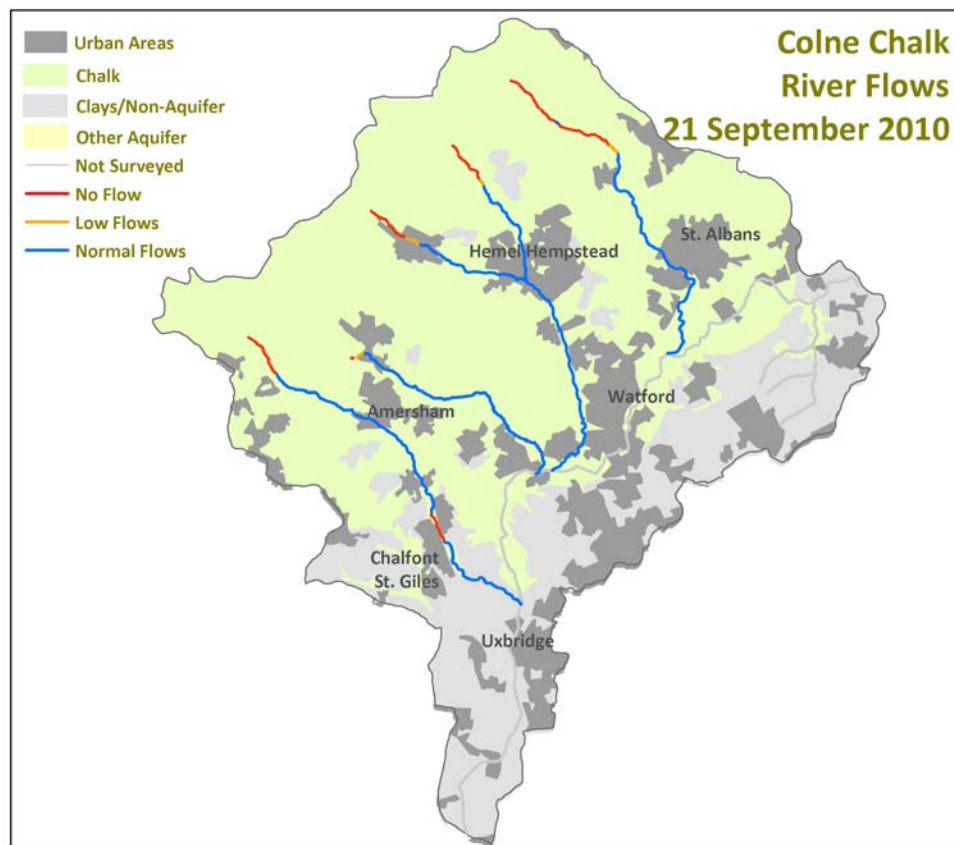 Colne Chalk
River Flows
21 September 2010
Urban Areas
Chalk
Clays/Non-Aquifer
Other Aquifer
Not Surveyed
No Flow
Low Flows
Normal Flows
St. Albans
Hemel Hempstead
Watford
Amersham
Chalfont
St. Giles
Uxbridge